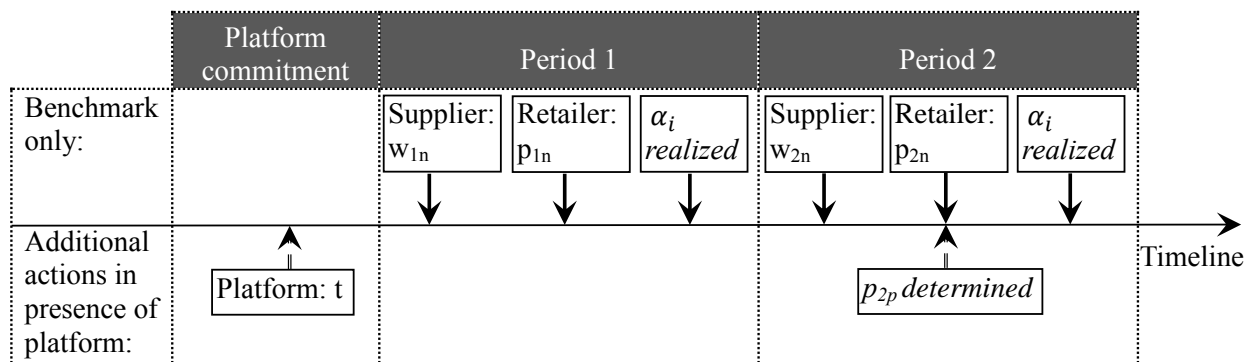 Platform
commitment
Period 1
Period 2
Benchmark
only:
Supplier:
w1n
Retailer:
p1n
αi
realized
Supplier:
w2n
Retailer:
p2n
αi
realized
Additional
actions in
presence of
platform:
Platform: t
p2p determined
Timeline